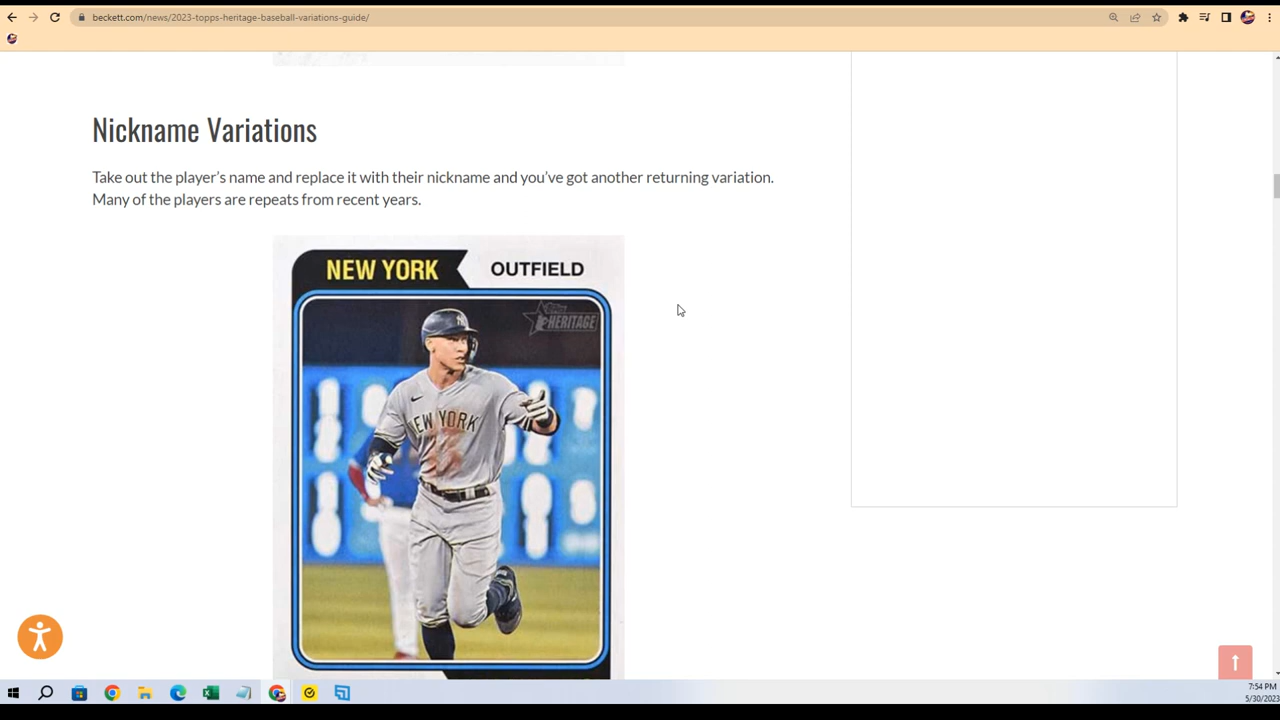 beckett.com/news/2023-topps-heritage-baseball-variations-guide/
Nickname Variations
Take out the player's name and replace it with their nickname and you've got another returning variation.
Many of the players are repeats from recent years.
NEW YORK
OUTFIELD
Topps
HERITAGE
NEW YORK
7:54 PM
5/30/2023